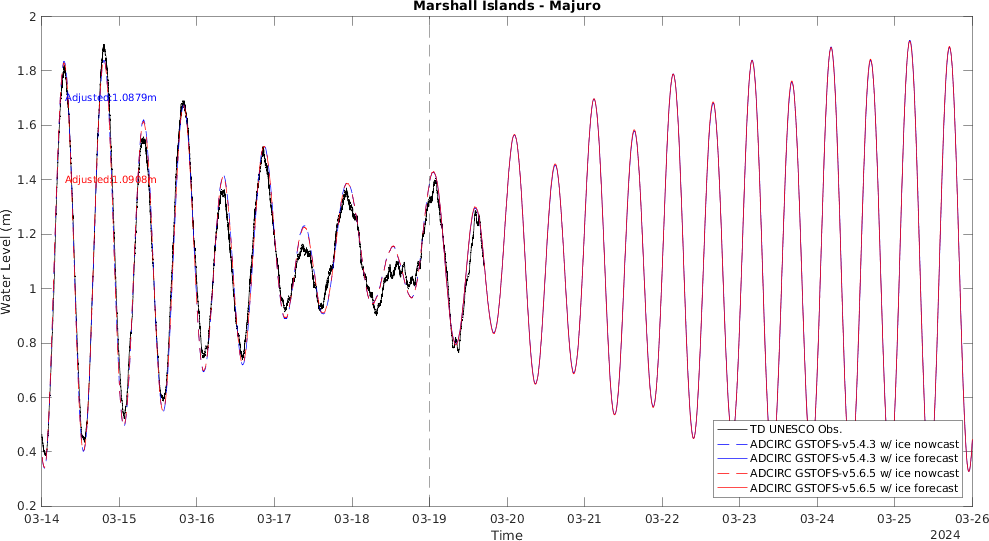 Marshall Islands - Majuro
Water Level (m)
2
1.8
1.6
1.4
1.2
1
0.8
0.6
0.4
0.2
Adjusted:1.0879m
Adjusted:1.0908m
TD UNESCO Obs.
ADCIRC GSTOFS-v5.4.3 w/ ice nowcast
ADCIRC GSTOFS-v5.4.3 w/ ice forecast
ADCIRC GSTOFS-v5.6.5 w/ ice nowcast
ADCIRC GSTOFS-v5.6.5 w/ ice forecast
03-14 03-15 03-16 03-17 03-18 03-19 03-20 03-21 03-22 03-23 03-24 03-25 03-26
Time
2024